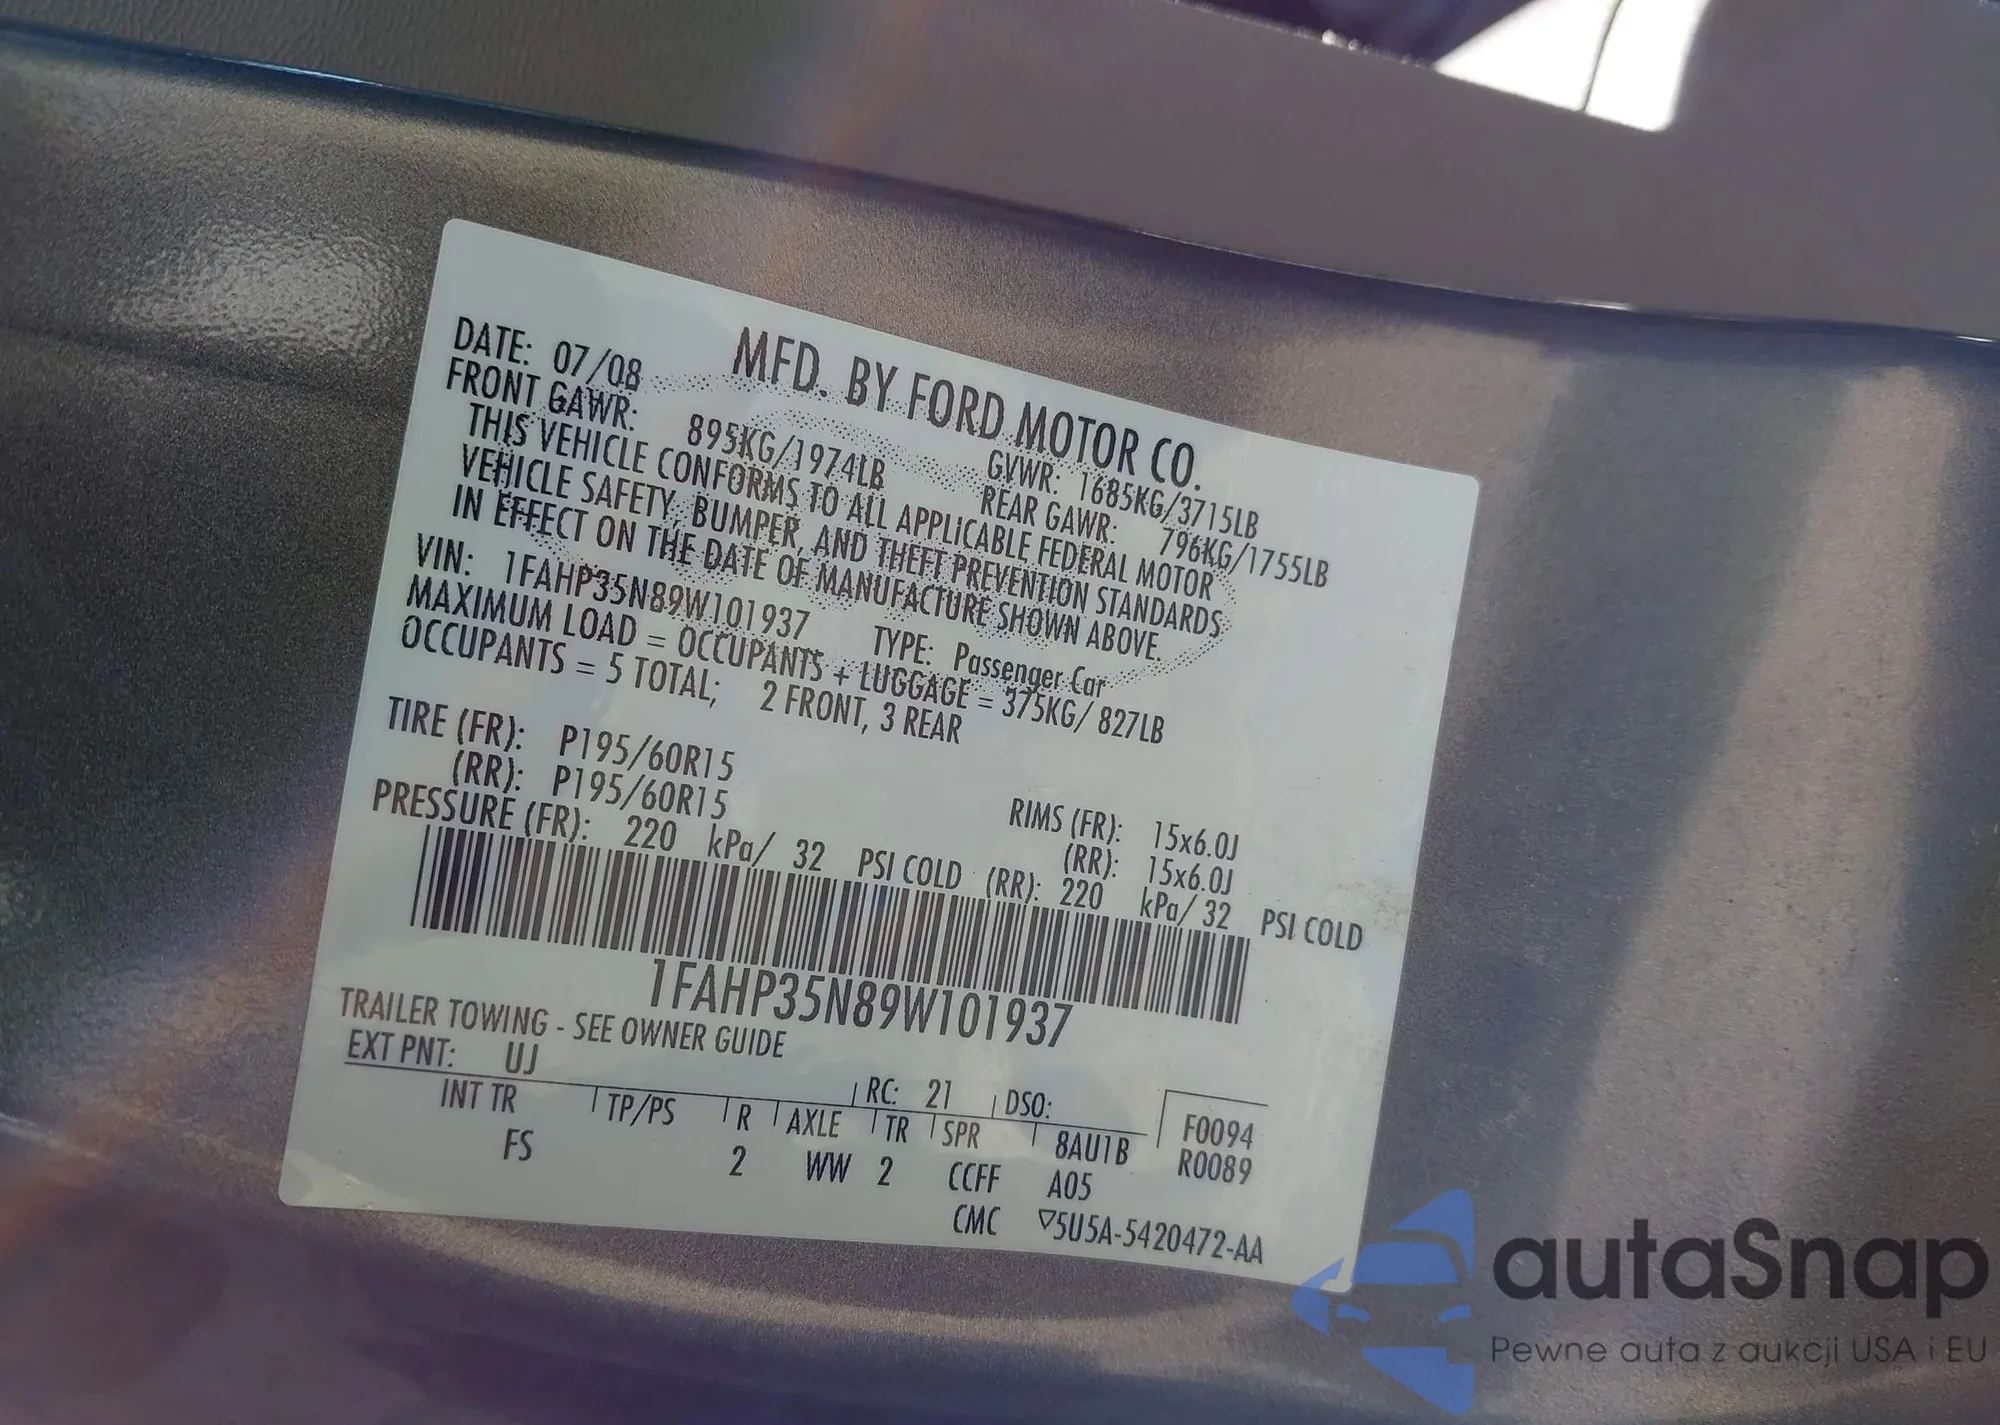 MFD. BY FORD MOTOR CO.
DATE: 07/08 GVWR: 1685KG/3715LB
FRONT GAWR: 895KG/1974LB REAR GAWR: 796KG/1755LB
THIS VEHICLE CONFORMS TO ALL APPLICABLE FEDERAL MOTOR
VEHICLE SAFETY, BUMPER, AND THEFT PREVENTION STANDARDS
IN EFFECT ON THE DATE OF MANUFACTURE SHOWN ABOVE.
VIN: 1FAHP35N89W101937 TYPE: Passenger Car
MAXIMUM LOAD = OCCUPANTS + LUGGAGE = 375KG/ 827LB
OCCUPANTS = 5 TOTAL; 2 FRONT, 3 REAR
TIRE (FR): P195/60R15 RIMS (FR): 15x6.0J
(RR): P195/60R15 (RR): 15x6.0J
PRESSURE (FR): 220 kPa/ 32 PSI COLD (RR): 220 kPa/ 32 PSI COLD
1FAHP35N89W101937
TRAILER TOWING - SEE OWNER GUIDE
EXT PNT: UJ RC: 21 DSO: F0094
INT TR TP/PS R AXLE TR SPR 8AU1B R0089
FS 2 WW 2 CCFF A05
CMC ▽5U5A-5420472-AA
autaSnap
Pewne auta z aukcji USA i EU